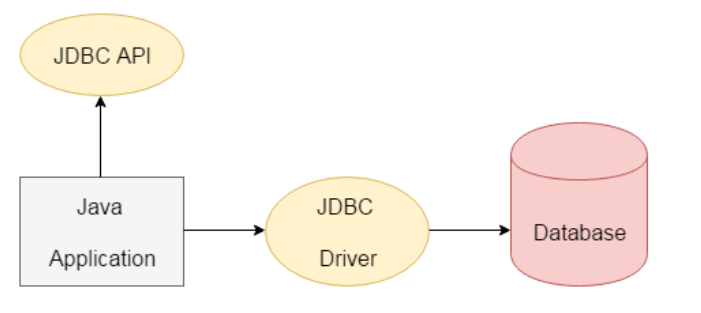 JDBC API
Java
Application
JDBC
Driver
Database